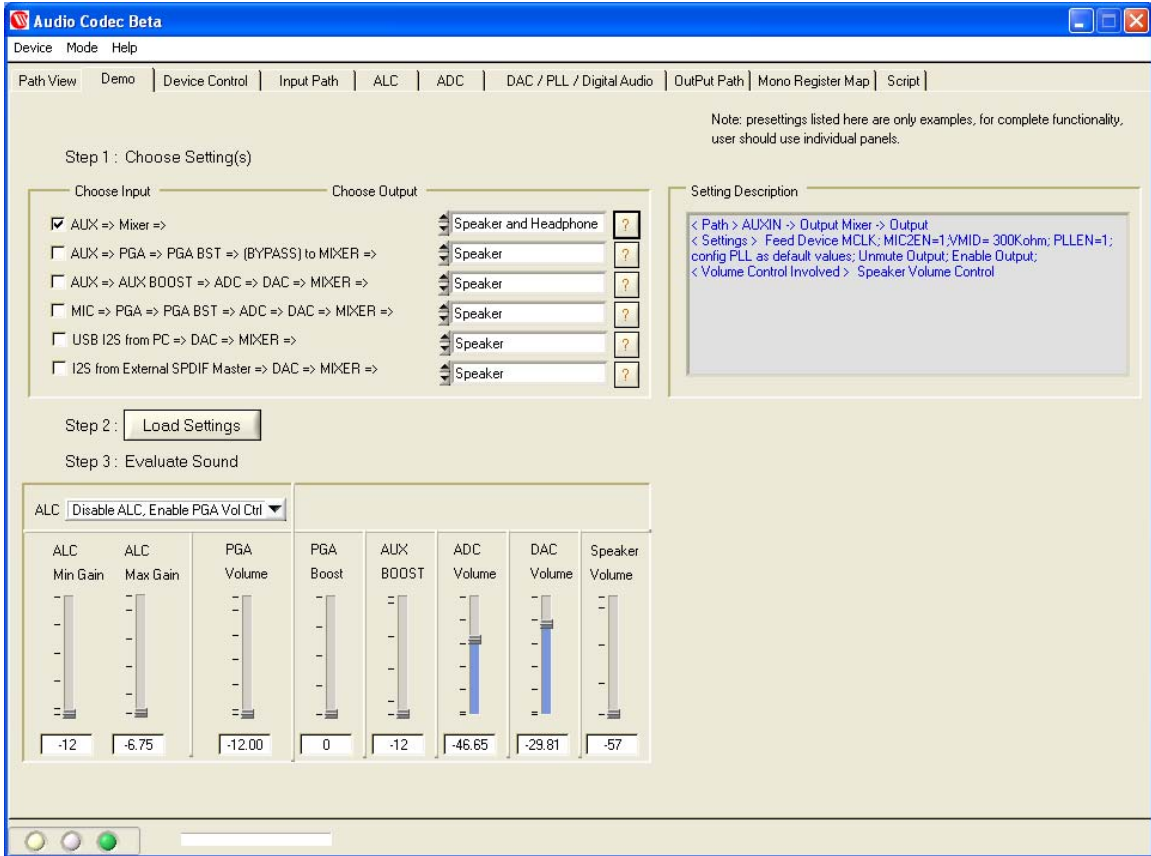 Audio Codec Beta
Device Mode Help
Path View Demo Device Control Input Path ALC ADC DAC / PLL / Digital Audio OutPut Path Mono Register Map Script
Note: presettings listed here are only examples, for complete functionality,
user should use individual panels.
Step 1 : Choose Setting(s)
Choose Input Choose Output
AUX => Mixer => Speaker and Headphone ?
AUX => PGA => PGA BST => (BYPASS) to MIXER => Speaker ?
AUX => AUX BOOST => ADC => DAC => MIXER => Speaker ?
MIC => PGA => PGA BST => ADC => DAC => MIXER => Speaker ?
USB I2S from PC => DAC => MIXER => Speaker ?
I2S from External SPDIF Master => DAC => MIXER => Speaker ?
Setting Description
< Path > AUXIN -> Output Mixer -> Output
< Settings > Feed Device MCLK; MIC2EN=1;VMID= 300Kohm; PLLEN=1;
config PLL as default values; Unmute Output; Enable Output;
< Volume Control Involved > Speaker Volume Control
Step 2 : Load Settings
Step 3 : Evaluate Sound
ALC Disable ALC, Enable PGA Vol Ctrl
ALC Min Gain
ALC Max Gain
PGA Volume
PGA Boost
AUX BOOST
ADC Volume
DAC Volume
Speaker Volume
-12 -6.75 -12.00 0 -12 -46.65 -29.81 -57